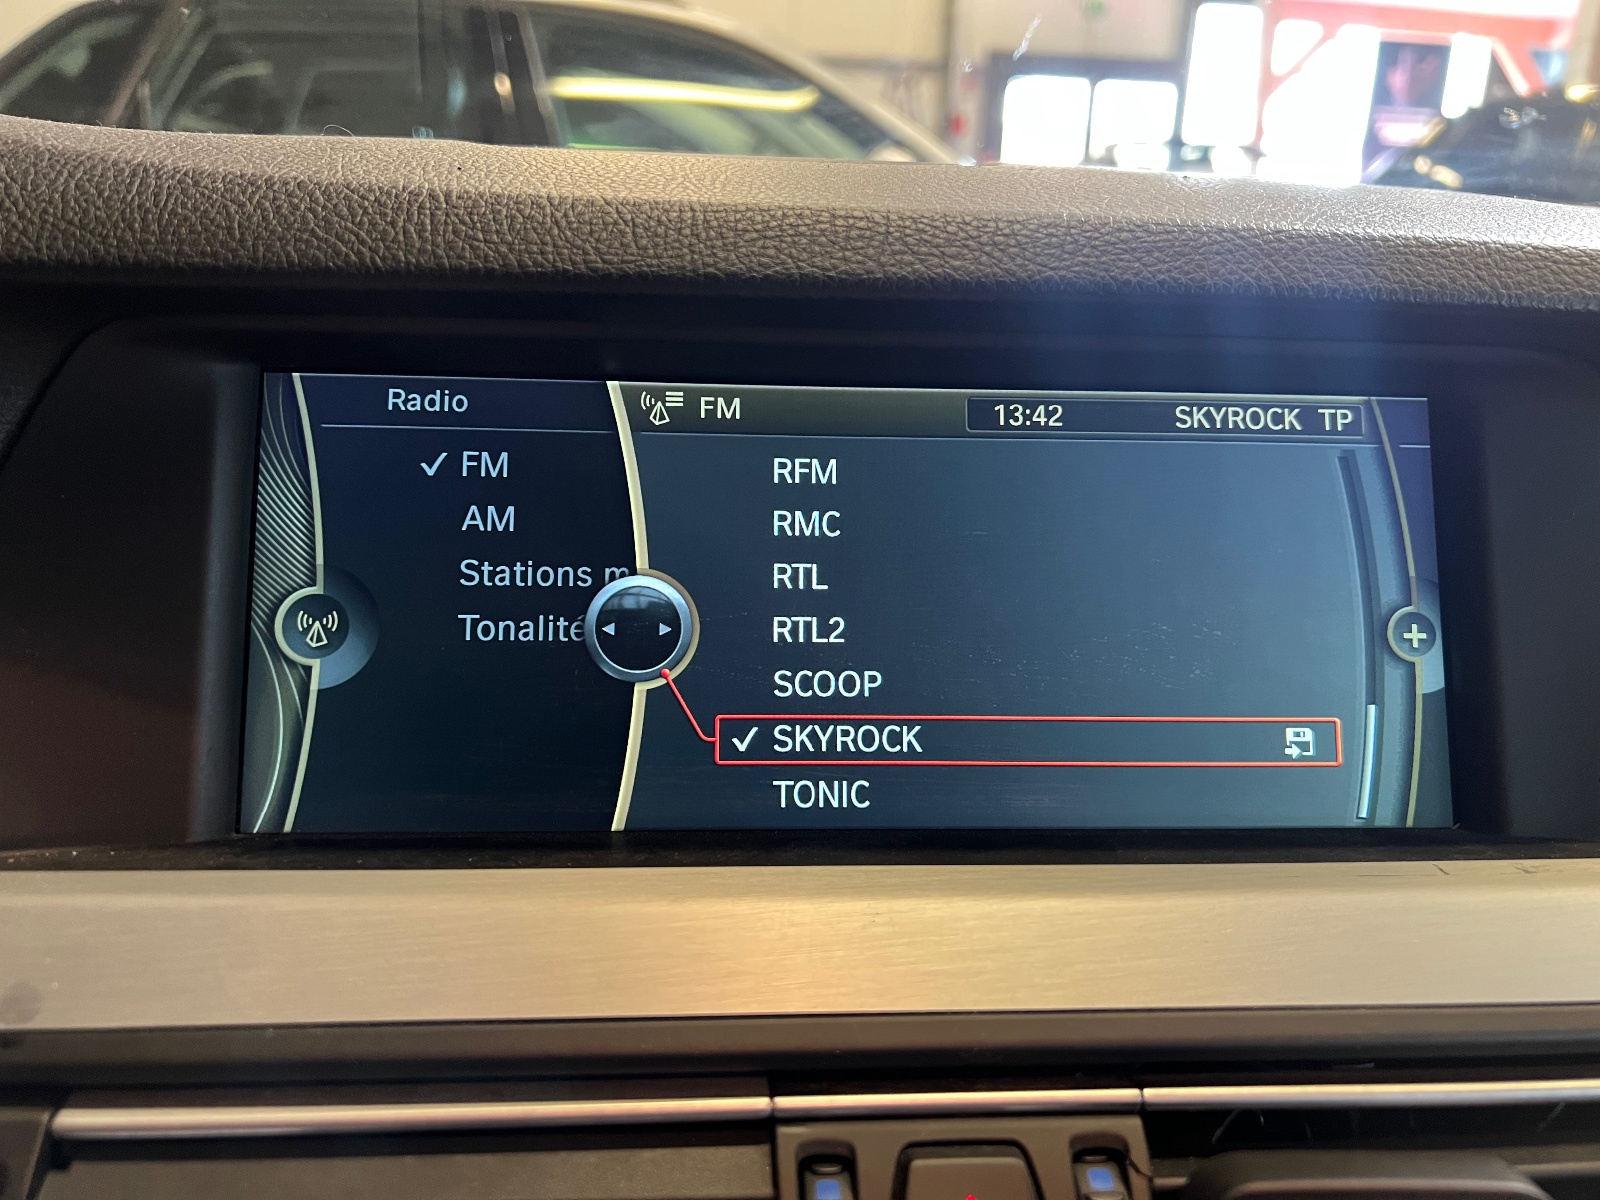 Radio
FM
13:42 SKYROCK TP
✓ FM
AM
Stations m
Tonalité
RFM
RMC
RTL
RTL2
SCOOP
✓ SKYROCK
TONIC